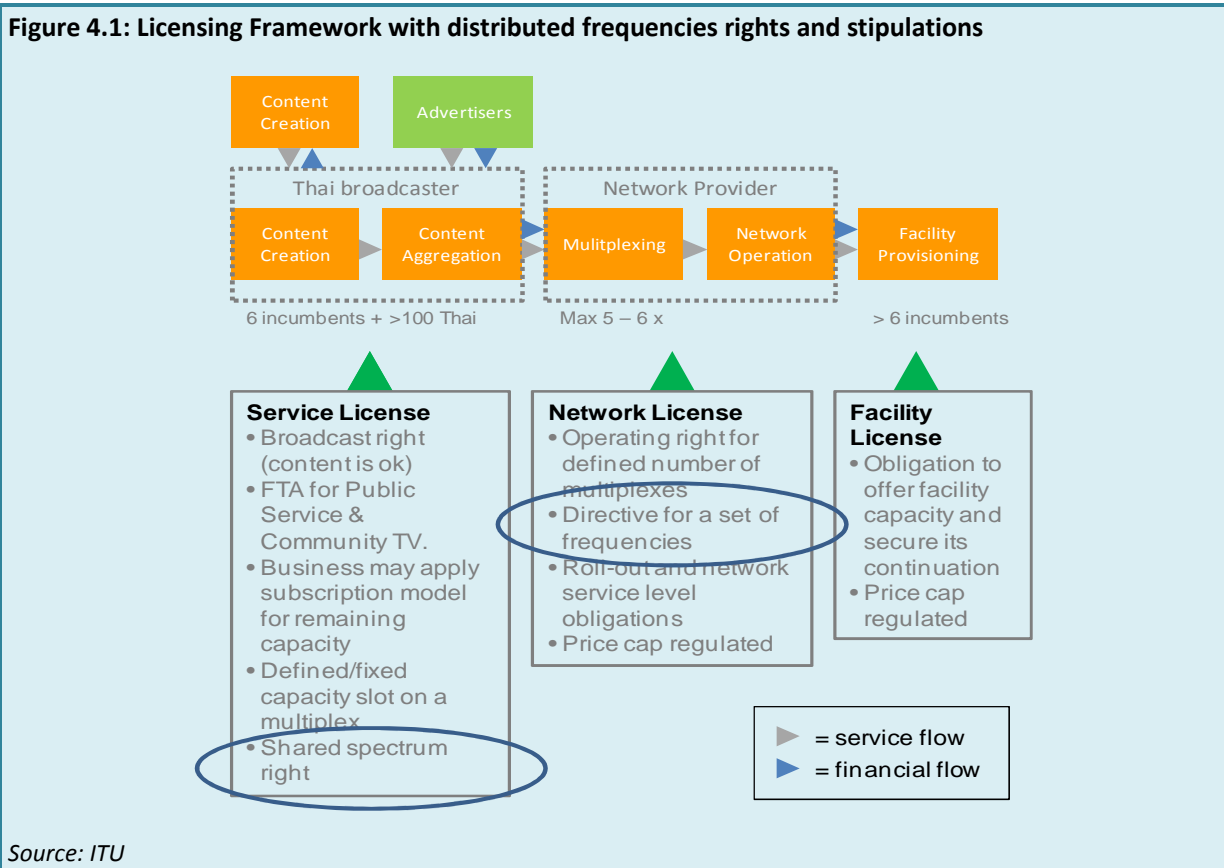 Figure 4.1: Licensing Framework with distributed frequencies rights and stipulations
Content
Creation
Advertisers
Thai broadcaster
Network Provider
Content
Creation
Content
Aggregation
Mulitplexing
Network
Operation
Facility
Provisioning
6 incumbents + >100 Thai
Max 5 – 6 x
> 6 incumbents
Service License
• Broadcast right
(content is ok)
• FTA for Public
Service &
Community TV.
• Business may apply
subscription model
for remaining
capacity
• Defined/fixed
capacity slot on a
multiplex
• Shared spectrum
right
Network License
• Operating right for
defined number of
multiplexes
• Directive for a set of
frequencies
• Roll-out and network
service level
obligations
• Price cap regulated
Facility
License
• Obligation to
offer facility
capacity and
secure its
continuation
• Price cap
regulated
= service flow
= financial flow
Source: ITU